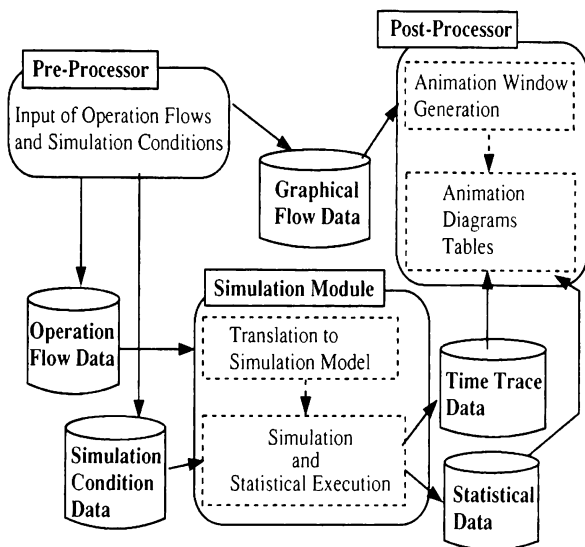 Post-Processor
Pre-Processor
Input of Operation Flows
and Simulation Conditions
Animation Window
Generation
Graphical
Flow Data
Animation
Diagrams
Tables
Simulation Module
Operation
Flow Data
Translation to
Simulation Model
Time Trace
Data
Simulation
Condition
Data
Simulation
and
Statistical Execution
Statistical
Data